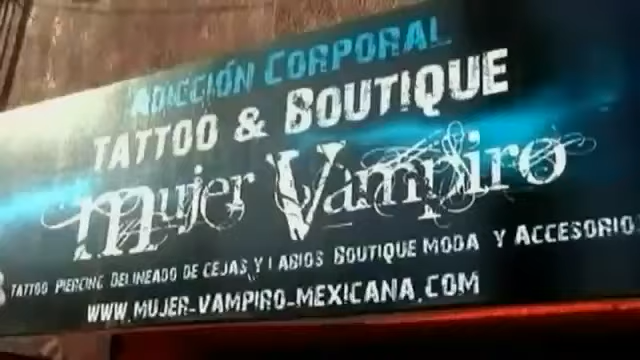 ADICCIÓN CORPORAL
TATTOO & BOUTIQUE
Mujer Vampiro
TATTOO PIERCING DELINEADO DE CEJAS Y LABIOS BOUTIQUE MODA Y ACCESORIO
WWW.MUJER-VAMPIRO-MEXICANA.COM